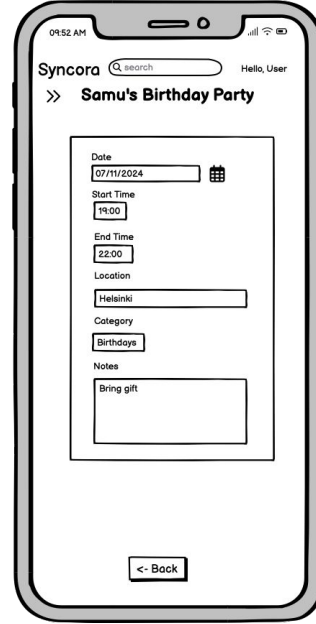 09:52 AM
Syncora search Hello, User
>> Samu's Birthday Party
Date
07/11/2024
Start Time
19:00
End Time
22:00
Location
Helsinki
Category
Birthdays
Notes
Bring gift
<- Back